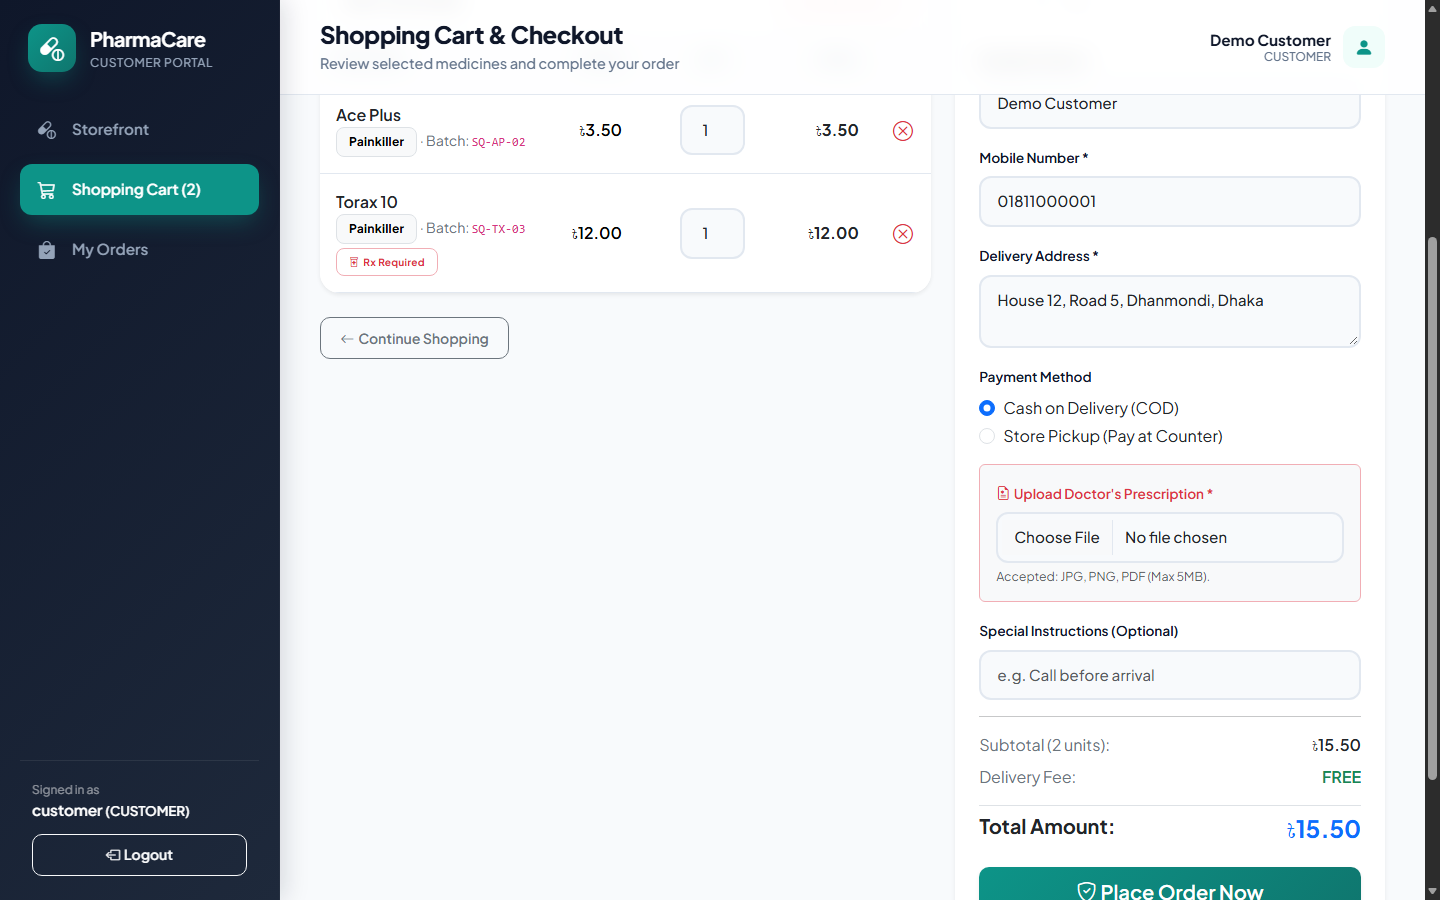 PharmaCare
CUSTOMER PORTAL
Storefront
Shopping Cart (2)
My Orders
Signed in as
customer (CUSTOMER)
Logout
Shopping Cart & Checkout
Review selected medicines and complete your order
Demo Customer
CUSTOMER
Ace Plus
Painkiller · Batch: SQ-AP-02
৳3.50
1
৳3.50
Torax 10
Painkiller · Batch: SQ-TX-03
Rx Required
৳12.00
1
৳12.00
← Continue Shopping
Demo Customer
Mobile Number *
01811000001
Delivery Address *
House 12, Road 5, Dhanmondi, Dhaka
Payment Method
Cash on Delivery (COD)
Store Pickup (Pay at Counter)
Upload Doctor's Prescription *
Choose File No file chosen
Accepted: JPG, PNG, PDF (Max 5MB).
Special Instructions (Optional)
e.g. Call before arrival
Subtotal (2 units): ৳15.50
Delivery Fee: FREE
Total Amount: ৳15.50
Place Order Now